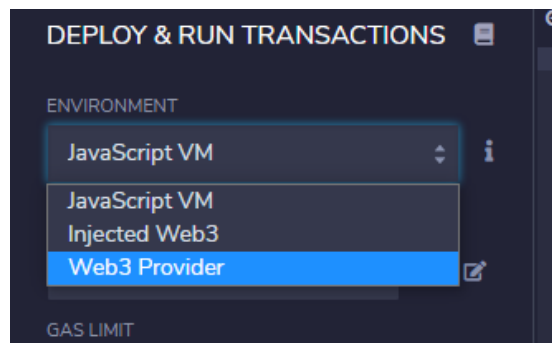 DEPLOY & RUN TRANSACTIONS
ENVIRONMENT
JavaScript VM
JavaScript VM
Injected Web3
Web3 Provider
GAS LIMIT